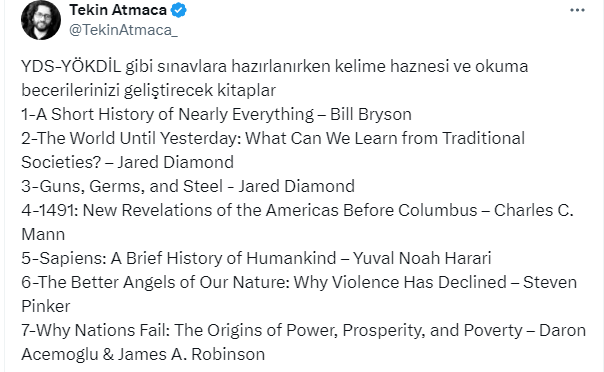 Tekin Atmaca
@TekinAtmaca_
YDS-YÖKDİL gibi sınavlara hazırlanırken kelime haznesi ve okuma
becerilerinizi geliştirecek kitaplar
1-A Short History of Nearly Everything – Bill Bryson
2-The World Until Yesterday: What Can We Learn from Traditional
Societies? – Jared Diamond
3-Guns, Germs, and Steel - Jared Diamond
4-1491: New Revelations of the Americas Before Columbus – Charles C.
Mann
5-Sapiens: A Brief History of Humankind – Yuval Noah Harari
6-The Better Angels of Our Nature: Why Violence Has Declined – Steven
Pinker
7-Why Nations Fail: The Origins of Power, Prosperity, and Poverty – Daron
Acemoglu & James A. Robinson